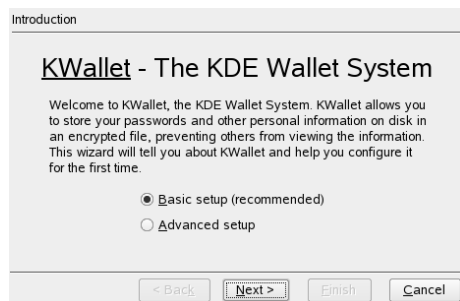 Introduction
KWallet - The KDE Wallet System
Welcome to KWallet, the KDE Wallet System. KWallet allows you
to store your passwords and other personal information on disk in
an encrypted file, preventing others from viewing the information.
This wizard will tell you about KWallet and help you configure it
for the first time.
Basic setup (recommended)
Advanced setup
< Back Next > Finish Cancel